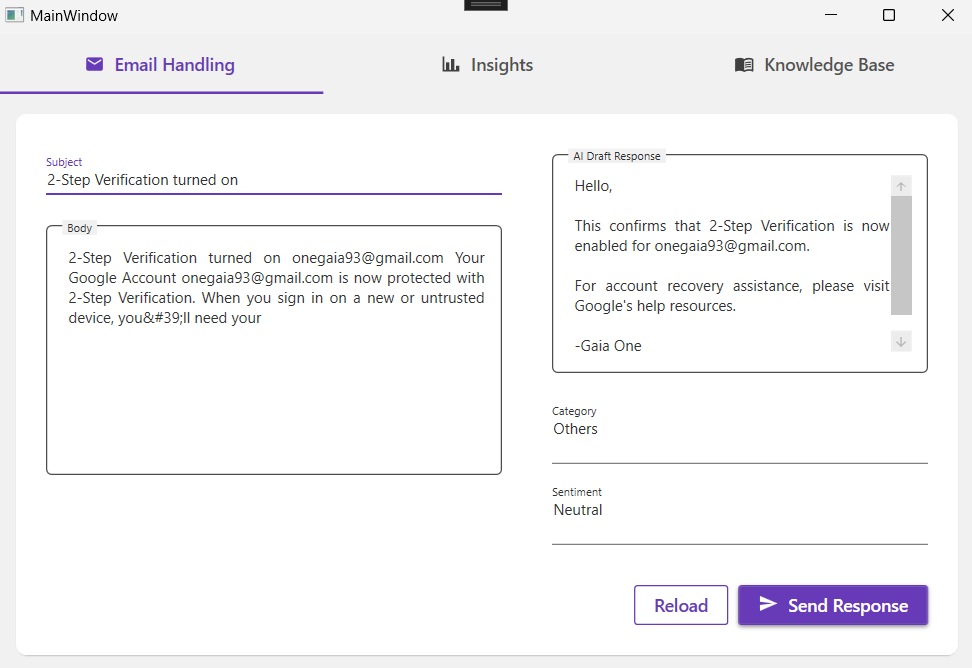 MainWindow
Email Handling
Insights
Knowledge Base
Subject
2-Step Verification turned on
Body
2-Step Verification turned on onegaia93@gmail.com Your
Google Account onegaia93@gmail.com is now protected with
2-Step Verification. When you sign in on a new or untrusted
device, you&#39;ll need your
AI Draft Response
Hello,
This confirms that 2-Step Verification is now
enabled for onegaia93@gmail.com.
For account recovery assistance, please visit
Google's help resources.
-Gaia One
Category
Others
Sentiment
Neutral
Reload
Send Response